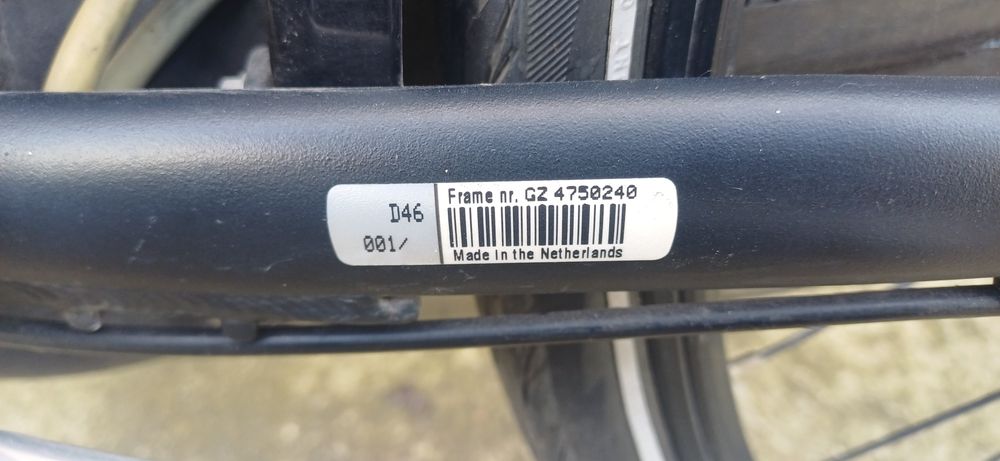 D46
001/
Frame nr. GZ 4750240
Made in the Netherlands